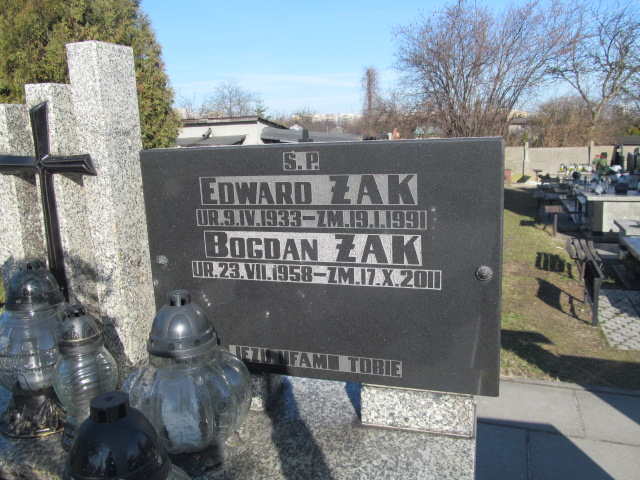 Ś.P.
EDWARD ŻAK
UR.9.IV.1933-ZM.19.I.1991
BOGDAN ŻAK
UR.23.VII.1958-ZM.17.X.2011
JEZU UFAMU TOBIE